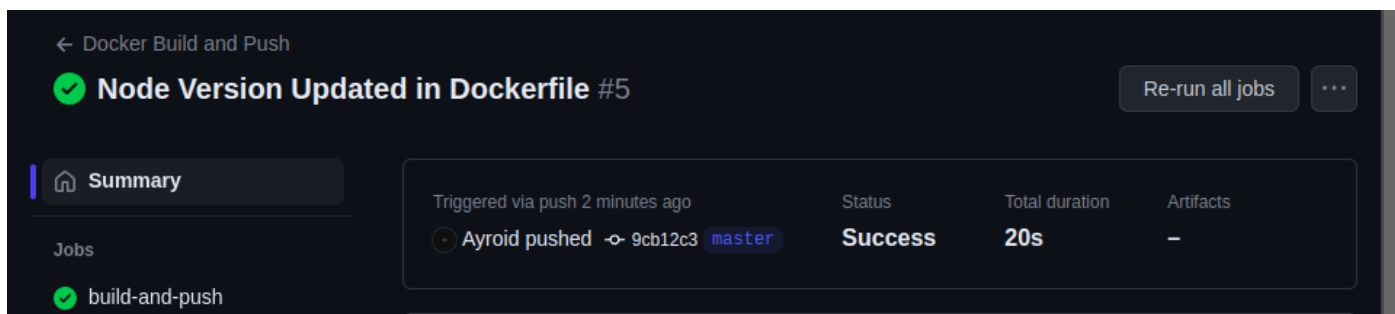 Docker Build and Push
Node Version Updated in Dockerfile #5
Re-run all jobs
Summary
Jobs
build-and-push
Triggered via push 2 minutes ago
Ayroid pushed 9cb12c3 master
Status
Success
Total duration
20s
Artifacts
–